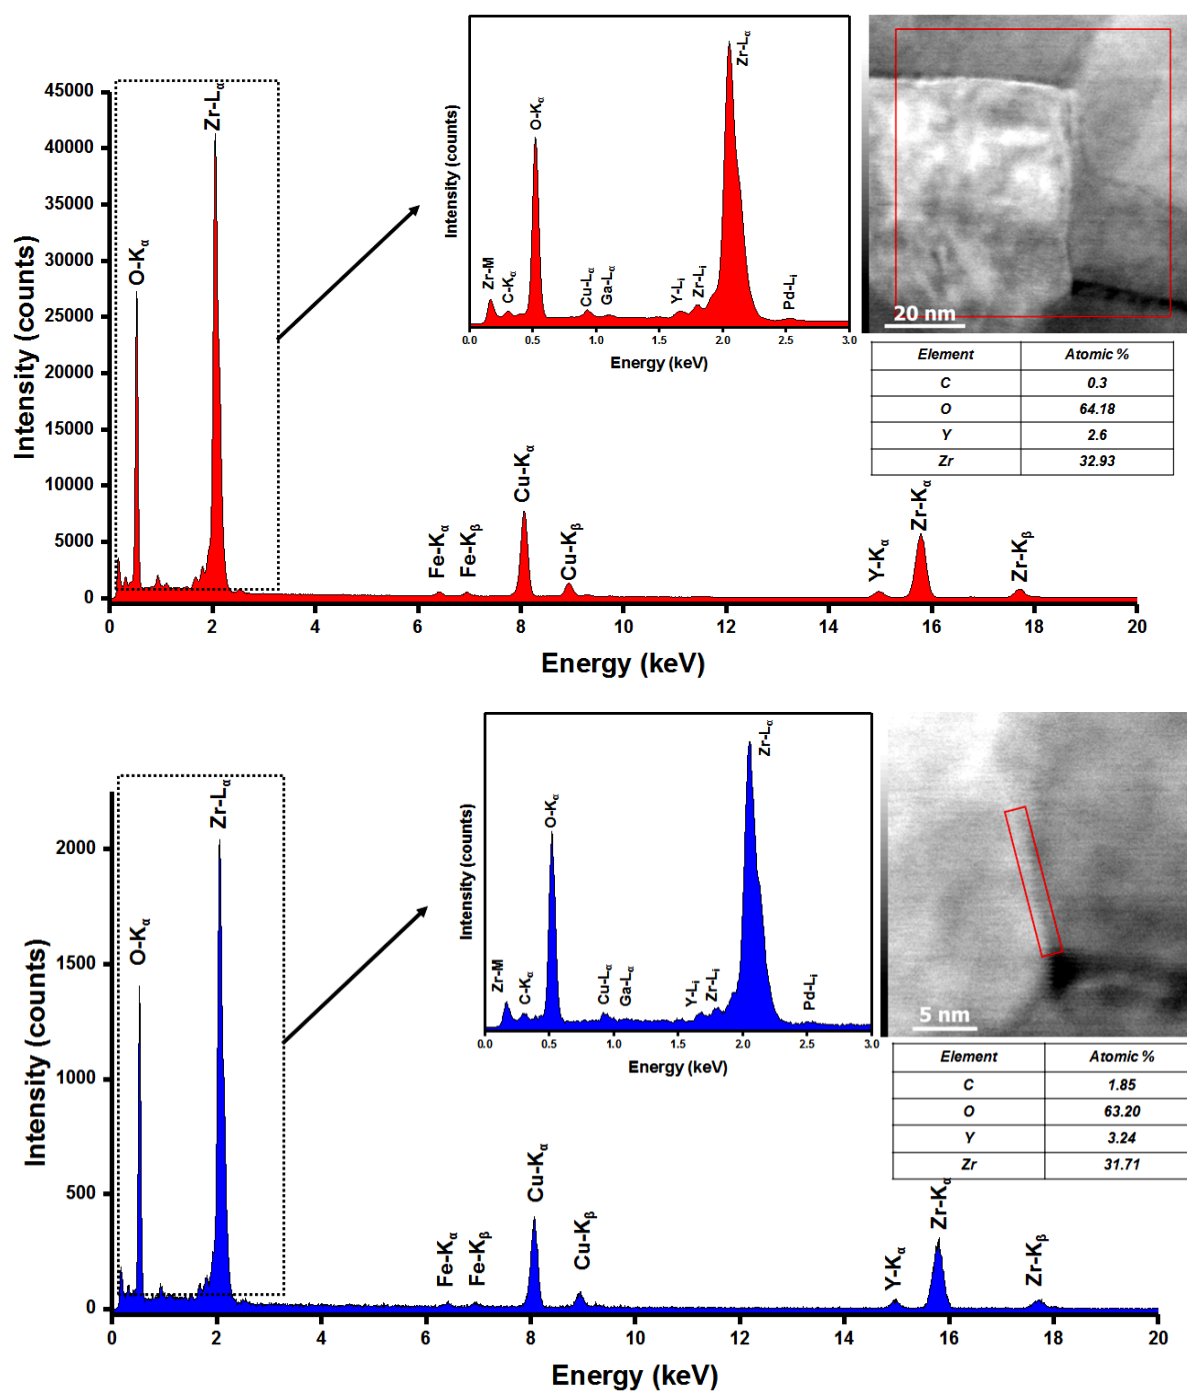 45000
40000
35000
30000
25000
20000
15000
10000
5000
0
Intensity (counts)
O-Kα
Zr-Lα
Fe-Kα
Fe-Kβ
Cu-Kα
Cu-Kβ
Y-Kα
Zr-Kα
Zr-Kβ
0 2 4 6 8 10 12 14 16 18 20
Energy (keV)
Intensity (counts)
Zr-M
C-Kα
O-Kα
Cu-Lα
Ga-Lα
Y-Li
Zr-Li
Zr-Lα
Pd-Li
0.0 0.5 1.0 1.5 2.0 2.5 3.0
Energy (keV)
20 nm
Element Atomic %
C 0.3
O 64.18
Y 2.6
Zr 32.93
2000
1500
1000
500
0
Intensity (counts)
O-Kα
Zr-Lα
Fe-Kα
Fe-Kβ
Cu-Kα
Cu-Kβ
Y-Kα
Zr-Kα
Zr-Kβ
0 2 4 6 8 10 12 14 16 18 20
Energy (keV)
Intensity (counts)
Zr-M
C-Kα
O-Kα
Cu-Lα
Ga-Lα
Y-Li
Zr-Li
Zr-Lα
Pd-Li
0.0 0.5 1.0 1.5 2.0 2.5 3.0
Energy (keV)
5 nm
Element Atomic %
C 1.85
O 63.20
Y 3.24
Zr 31.71